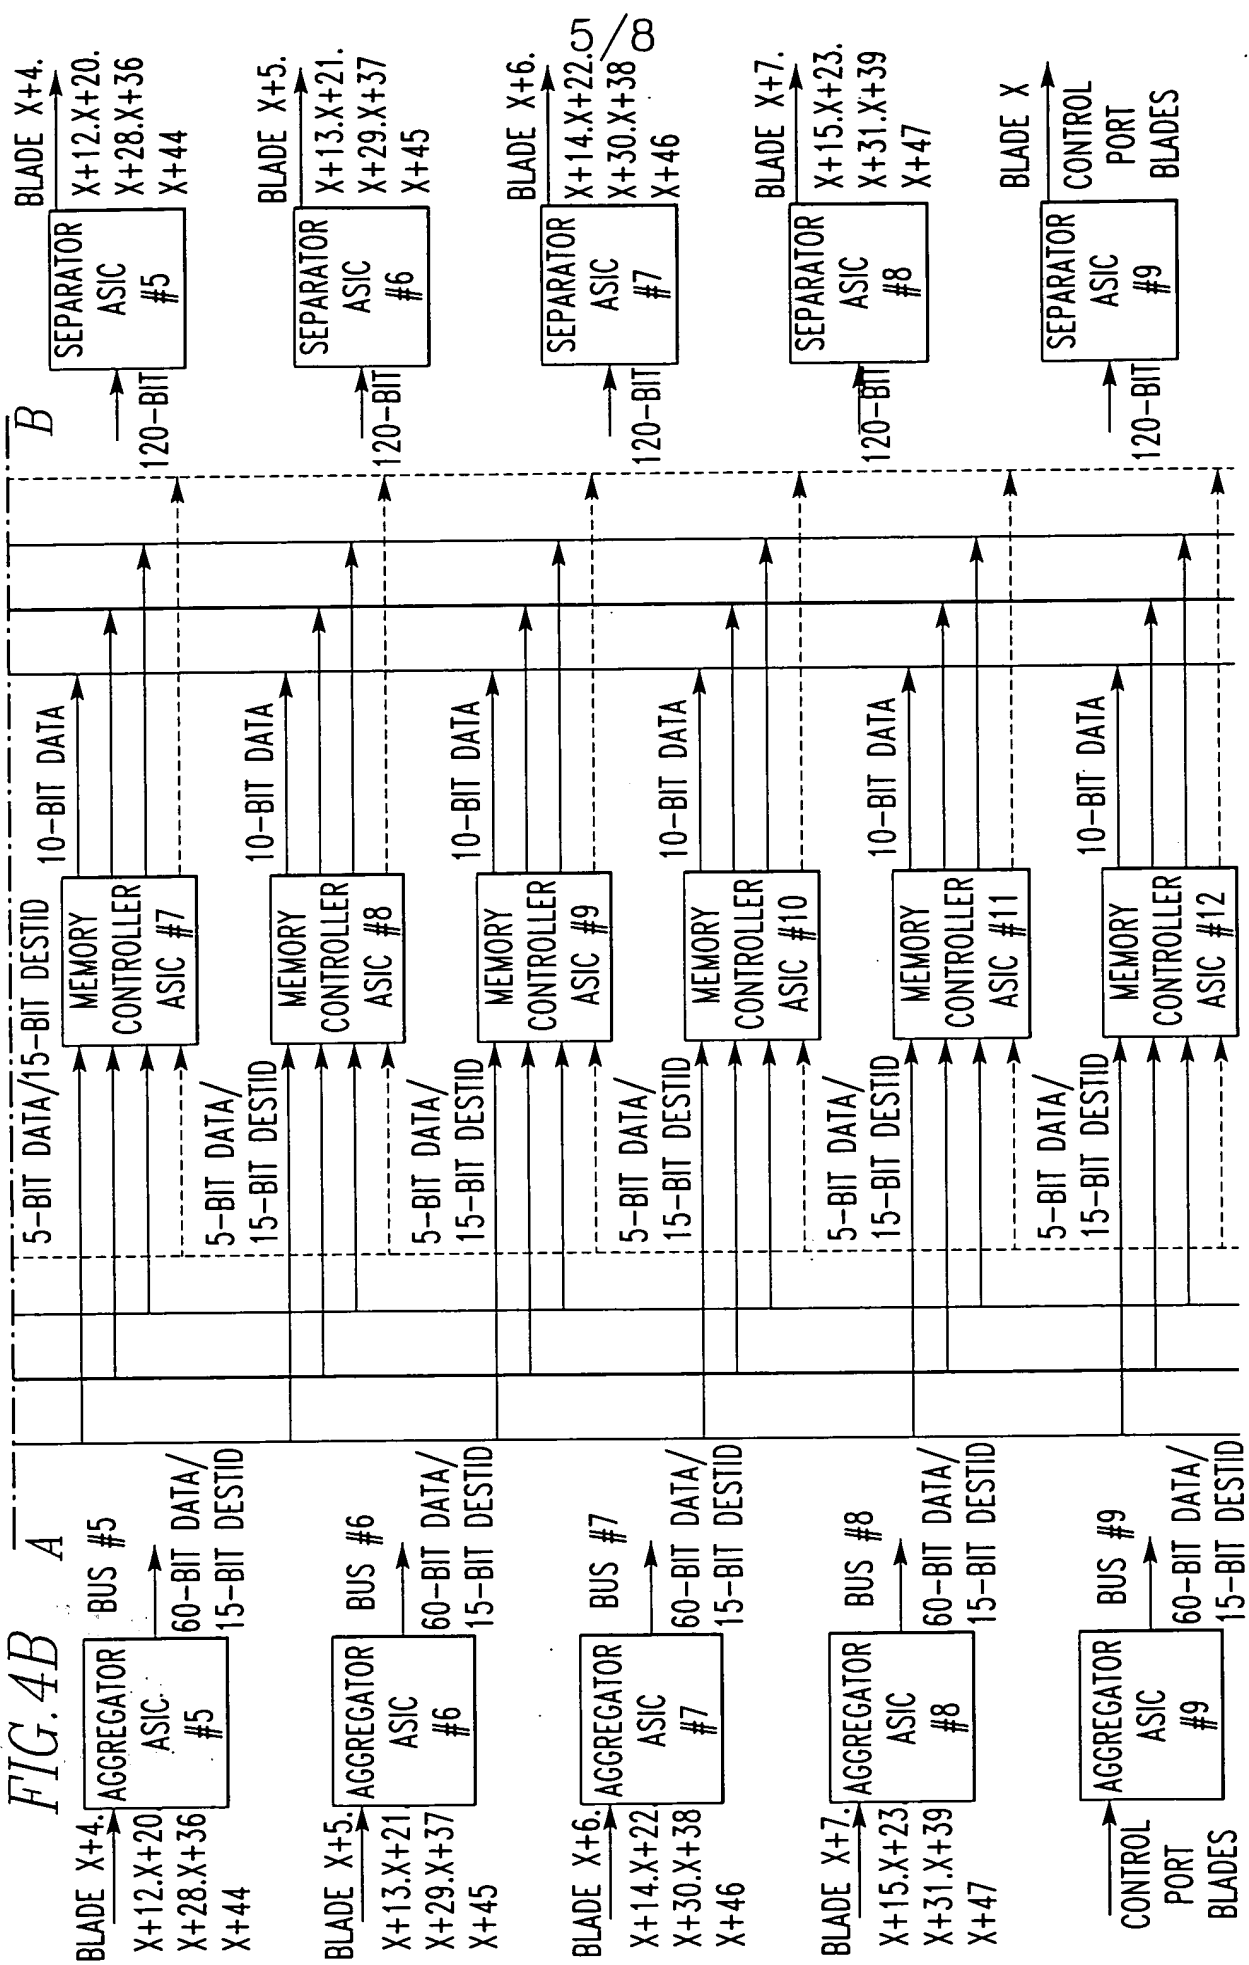 5/8
FIG.4B
A
B
BLADE X+4.
X+12.X+20
X+28.X+36
X+44
AGGREGATOR
ASIC
#5
BUS #5
60-BIT DATA/
15-BIT DESTID
BLADE X+5.
X+13.X+21
X+29.X+37
X+45
AGGREGATOR
ASIC
#6
BUS #6
60-BIT DATA/
15-BIT DESTID
BLADE X+6.
X+14.X+22
X+30.X+38
X+46
AGGREGATOR
ASIC
#7
BUS #7
60-BIT DATA/
15-BIT DESTID
BLADE X+7.
X+15.X+23
X+31.X+39
X+47
AGGREGATOR
ASIC
#8
BUS #8
60-BIT DATA/
15-BIT DESTID
CONTROL
PORT
BLADES
AGGREGATOR
ASIC
#9
BUS #9
60-BIT DATA/
15-BIT DESTID
5-BIT DATA/15-BIT DESTID
MEMORY
CONTROLLER
ASIC #7
10-BIT DATA
5-BIT DATA/
15-BIT DESTID
MEMORY
CONTROLLER
ASIC #8
10-BIT DATA
5-BIT DATA/
15-BIT DESTID
MEMORY
CONTROLLER
ASIC #9
10-BIT DATA
5-BIT DATA/
15-BIT DESTID
MEMORY
CONTROLLER
ASIC #10
10-BIT DATA
5-BIT DATA/
15-BIT DESTID
MEMORY
CONTROLLER
ASIC #11
10-BIT DATA
5-BIT DATA/
15-BIT DESTID
MEMORY
CONTROLLER
ASIC #12
10-BIT DATA
120-BIT
SEPARATOR
ASIC
#5
BLADE X+4.
X+12.X+20.
X+28.X+36
X+44
120-BIT
SEPARATOR
ASIC
#6
BLADE X+5.
X+13.X+21.
X+29.X+37
X+45
120-BIT
SEPARATOR
ASIC
#7
BLADE X+6.
X+14.X+22.
X+30.X+38
X+46
120-BIT
SEPARATOR
ASIC
#8
BLADE X+7.
X+15.X+23.
X+31.X+39
X+47
120-BIT
SEPARATOR
ASIC
#9
BLADE X
CONTROL
PORT
BLADES